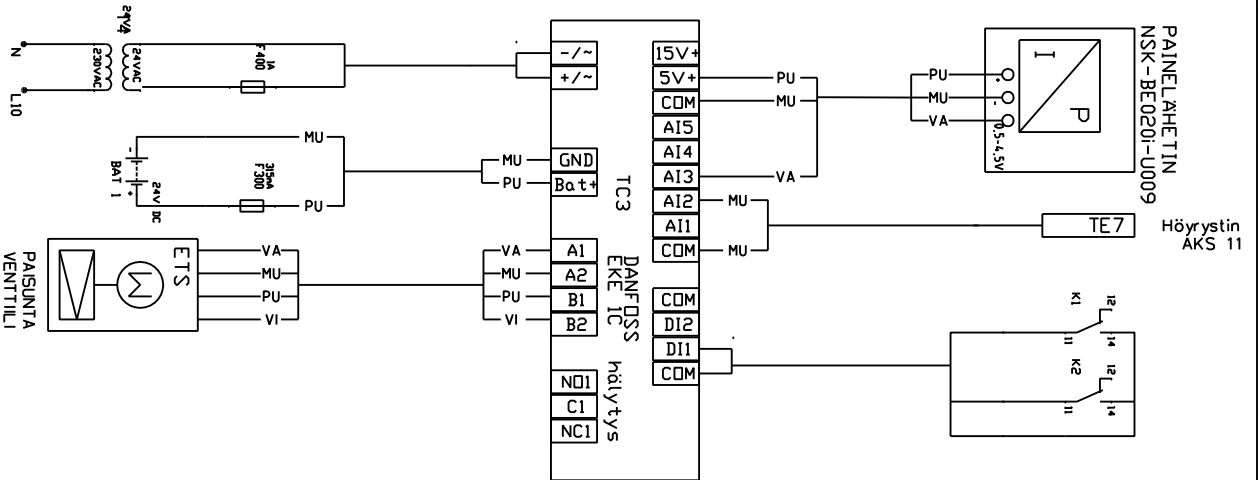 24VA
N
L10
230VAC
24VAC
1A
F400
BAT 1
-
+
24V DC
315mA
F300
MU
PU
MU
PU
ETS
M
PAISUNTA
VENTTIILI
VA
MU
PU
VI
VA
MU
PU
VI
-/~
+/~
GND
Bat+
A1
A2
B1
B2
NO1
C1
NC1
TC3
DANFOSS
EKE 1C
hälytys
15V+
5V+
COM
AI5
AI4
AI3
AI2
AI1
COM
COM
DI2
DI1
COM
PU
MU
VA
MU
MU
PU
MU
VA
+
-
0,5-4,5V
I
P
PAINELÄHETIN
NSK-BE020i-U009
TE7
Höyrystin
AKS 11
K1
12
11
14
K2
12
11
14